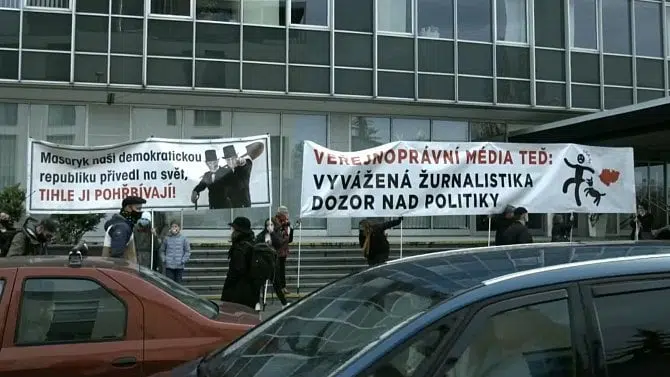 Masaryk naši demokratickou
republiku přivedl na svět,
TIHLE JI POHŘBÍVAJÍ!
VEŘEJNOPRÁVNÍ MÉDIA TEĎ:
VYVÁŽENÁ ŽURNALISTIKA
DOZOR NAD POLITIKY